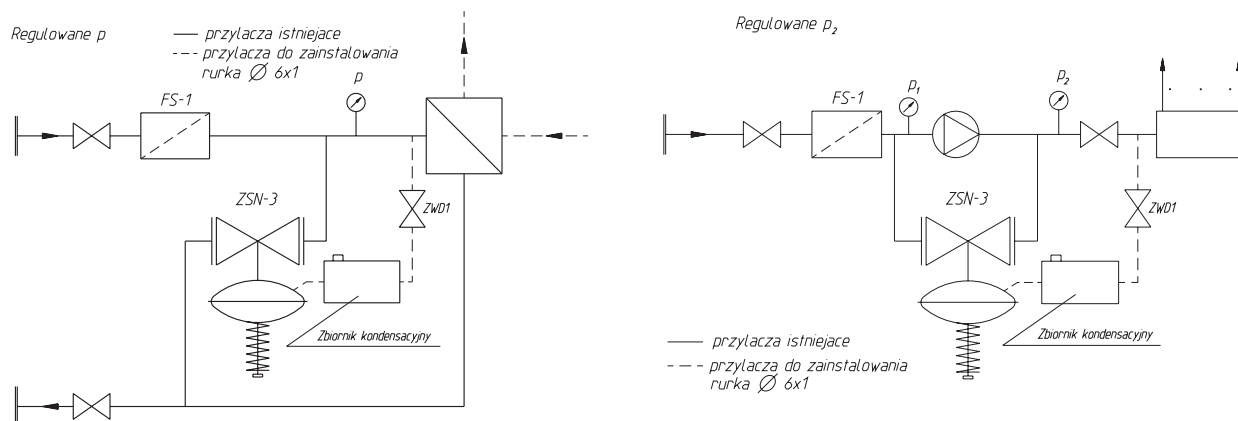 Regulowane p
przylacza istniejace
przylacza do zainstalowania
rurka Ø 6x1
FS-1
p
ZSN-3
ZWD1
Zbiornik kondensacyjny
Regulowane p₂
FS-1
p₁
p₂
ZSN-3
ZWD1
Zbiornik kondensacyjny
przylacza istniejace
przylacza do zainstalowania
rurka Ø 6x1